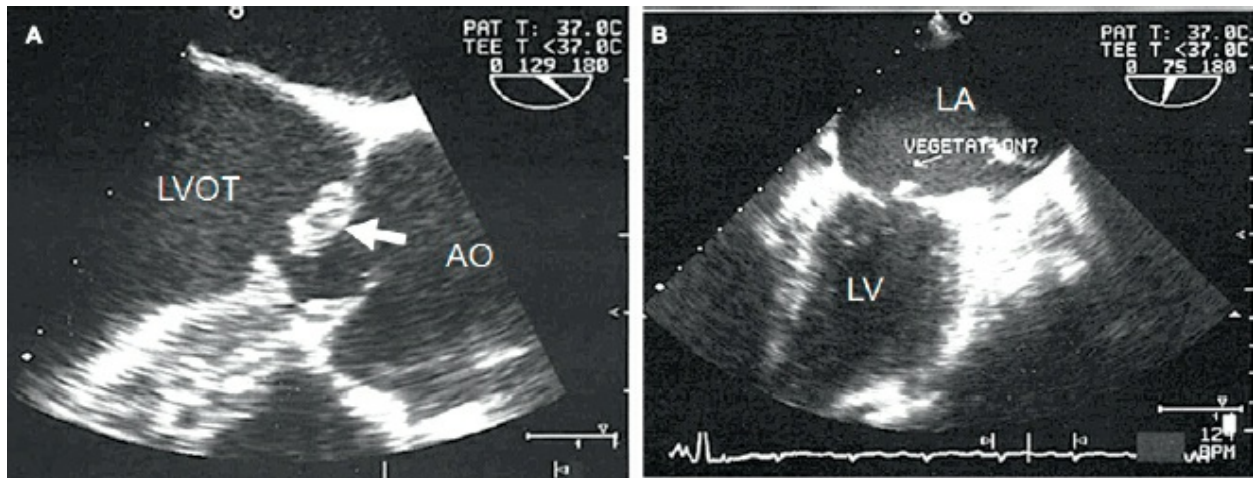 A
PAT T: 37.0C
TEE T <37.0C
0 129 180
LVOT
AO
B
PAT T: 37.0C
TEE T <37.0C
0 75 180
LA
VEGETATION?
LV
124
BPM